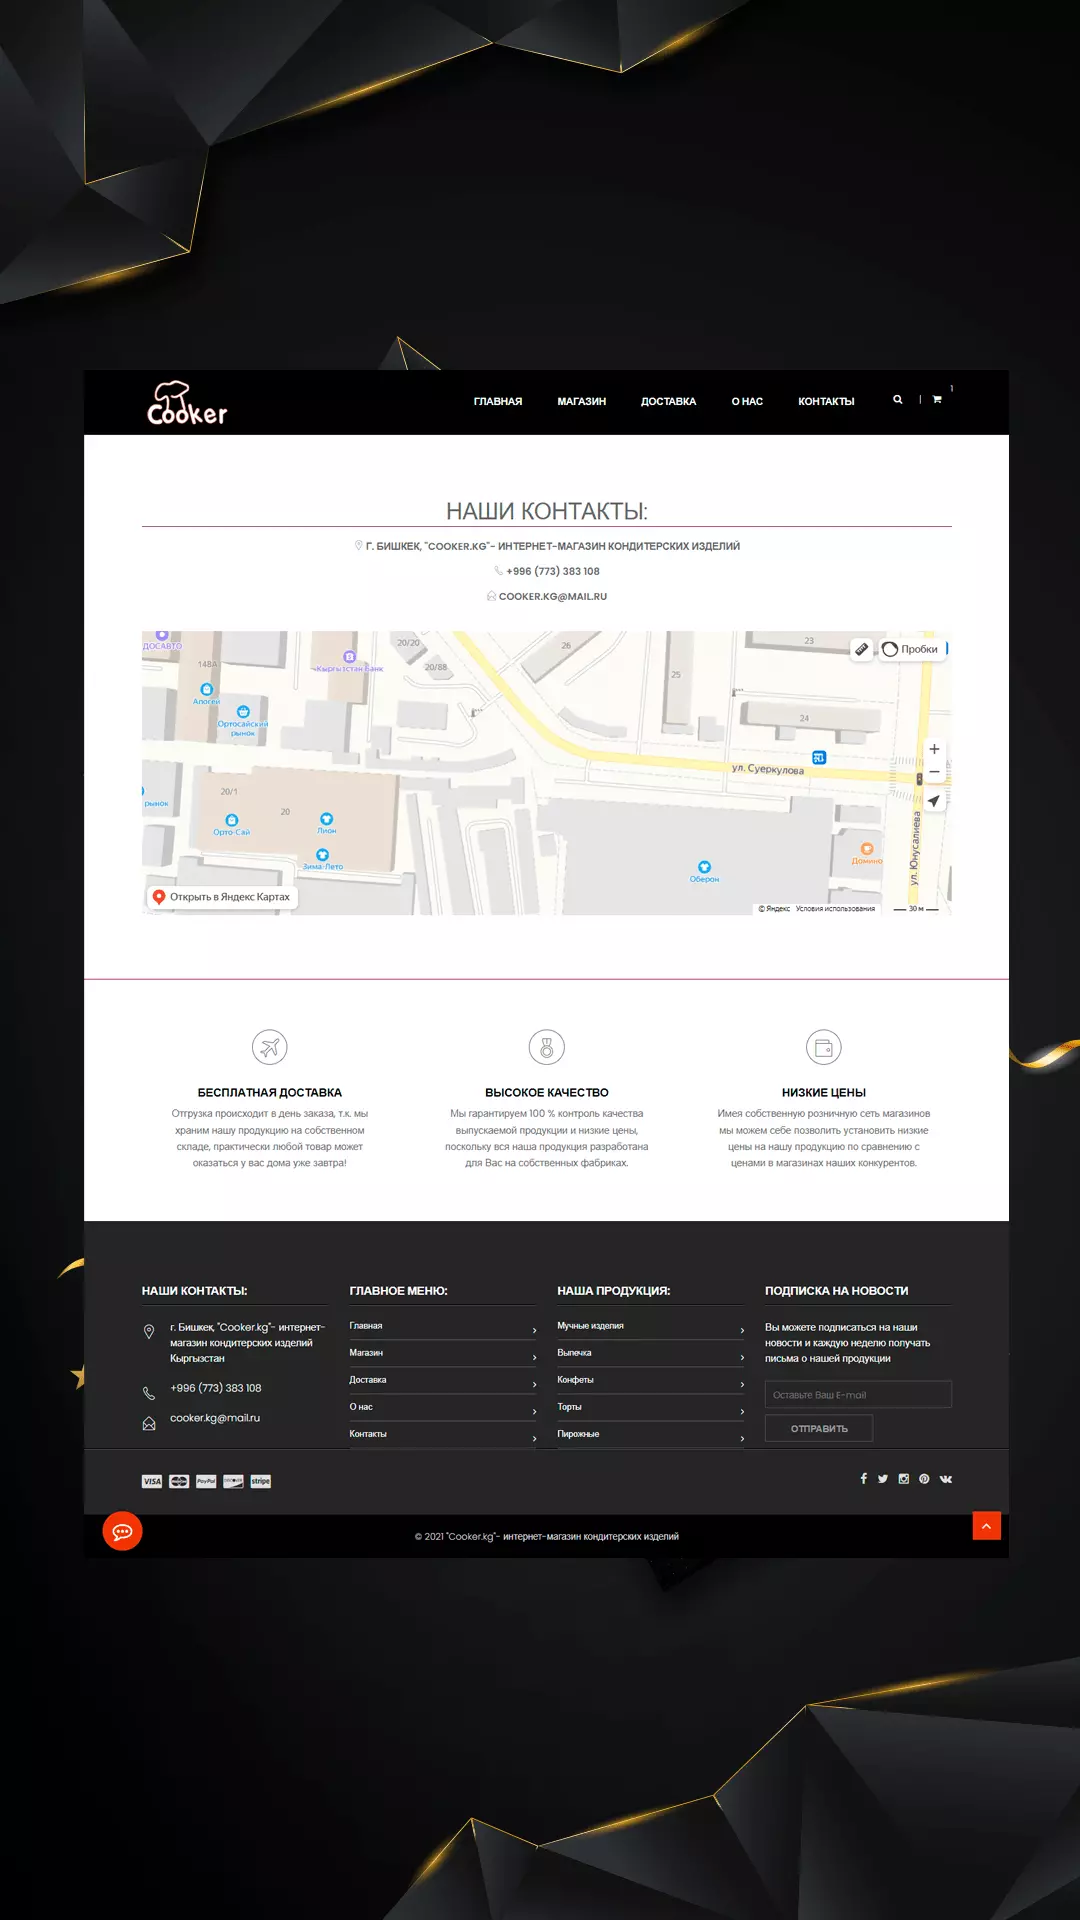 Cooker
ГЛАВНАЯ МАГАЗИН ДОСТАВКА О НАС КОНТАКТЫ 1
НАШИ КОНТАКТЫ:
Г. БИШКЕК, "COOKER.KG"- ИНТЕРНЕТ-МАГАЗИН КОНДИТЕРСКИХ ИЗДЕЛИЙ
+996 (773) 383 108
COOKER.KG@MAIL.RU
ДОСАВТО
148А
Кыргызстан Банк
20/20
20/88
26
23
Пробки
25
Апогей
Ортосайский
рынок
24
ул. Суеркулова
рынок
20/1
20
Орто-Сай
Лион
Зима-Лето
Оберон
Домино
ул. Юнусалиева
Открыть в Яндекс Картах
© Яндекс Условия использования
30 м
БЕСПЛАТНАЯ ДОСТАВКА
Отгрузка происходит в день заказа, т.к. мы
храним нашу продукцию на собственном
складе, практически любой товар может
оказаться у вас дома уже завтра!
ВЫСОКОЕ КАЧЕСТВО
Мы гарантируем 100 % контроль качества
выпускаемой продукции и низкие цены,
поскольку вся наша продукция разработана
для Вас на собственных фабриках.
НИЗКИЕ ЦЕНЫ
Имея собственную розничную сеть магазинов
мы можем себе позволить установить низкие
цены на нашу продукцию по сравнению с
ценами в магазинах наших конкурентов.
НАШИ КОНТАКТЫ:
г. Бишкек, "Cooker.kg"- интернет-
магазин кондитерских изделий
Кыргызстан
+996 (773) 383 108
cooker.kg@mail.ru
ГЛАВНОЕ МЕНЮ:
Главная
Магазин
Доставка
О нас
Контакты
НАША ПРОДУКЦИЯ:
Мучные изделия
Выпечка
Конфеты
Торты
Пирожные
ПОДПИСКА НА НОВОСТИ
Вы можете подписаться на наши
новости и каждую неделю получать
письма о нашей продукции
Оставьте Ваш E-mail
ОТПРАВИТЬ
VISA MasterCard PayPal DISCOVER stripe
© 2021 "Cooker.kg"- интернет-магазин кондитерских изделий